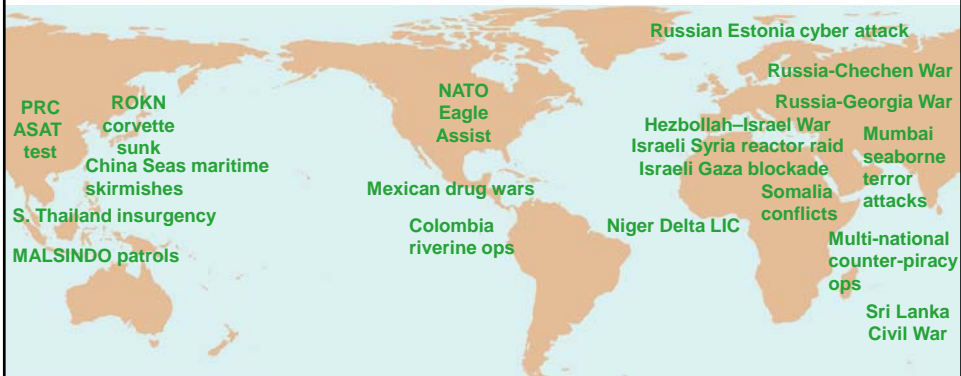 Russian Estonia cyber attack
Russia-Chechen War
Russia-Georgia War
PRC
ASAT
test
ROKN
corvette
sunk
NATO
Eagle
Assist
Hezbollah–Israel War
Israeli Syria reactor raid
Israeli Gaza blockade
Mumbai
seaborne
terror
attacks
China Seas maritime
skirmishes
Mexican drug wars
Somalia
conflicts
S. Thailand insurgency
Colombia
riverine ops
Niger Delta LIC
MALSINDO patrols
Multi-national
counter-piracy
ops
Sri Lanka
Civil War